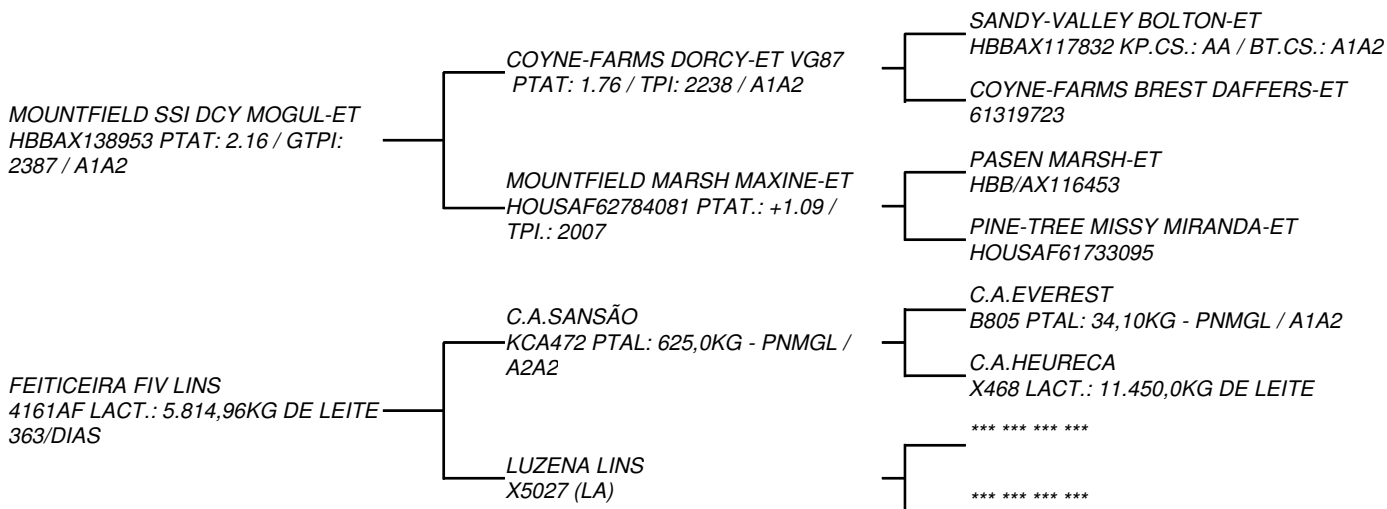 MOUNTFIELD SSI DCY MOGUL-ET
HBBAX138953 PTAT: 2.16 / GTPI:
2387 / A1A2
COYNE-FARMS DORCY-ET VG87
PTAT: 1.76 / TPI: 2238 / A1A2
SANDY-VALLEY BOLTON-ET
HBBAX117832 KP.CS.: AA / BT.CS.: A1A2
COYNE-FARMS BREST DAFFERS-ET
61319723
MOUNTFIELD MARSH MAXINE-ET
HOUSAF62784081 PTAT.: +1.09 /
TPI.: 2007
PASEN MARSH-ET
HBB/AX116453
PINE-TREE MISSY MIRANDA-ET
HOUSAF61733095
FEITICEIRA FIV LINS
4161AF LACT.: 5.814,96KG DE LEITE
363/DIAS
C.A.SANSÃO
KCA472 PTAL: 625,0KG - PNMGL /
A2A2
C.A.EVEREST
B805 PTAL: 34,10KG - PNMGL / A1A2
C.A.HEURECA
X468 LACT.: 11.450,0KG DE LEITE
LUZENA LINS
X5027 (LA)
*** *** *** ***
*** *** *** ***